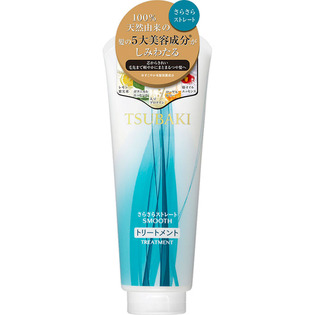 100%
天然由来の
髪の5大美容成分が
しみわたる
さらさら
ストレート
TSUBAKI
さらさらストレート
SMOOTH
トリートメント
TREATMENT